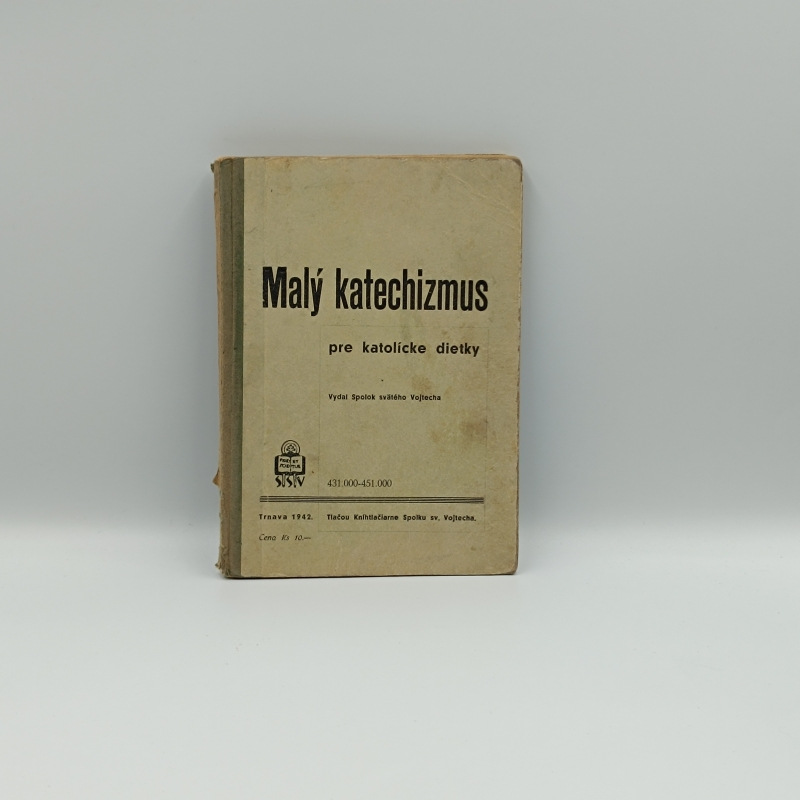 Malý katechizmus
pre katolícke dietky
Vydal Spolok svätého Vojtecha
SSV
431.000-451.000
Trnava 1942. Tlačou Kníhtlačiarne Spolku sv. Vojtecha.
Cena Ks 10.—